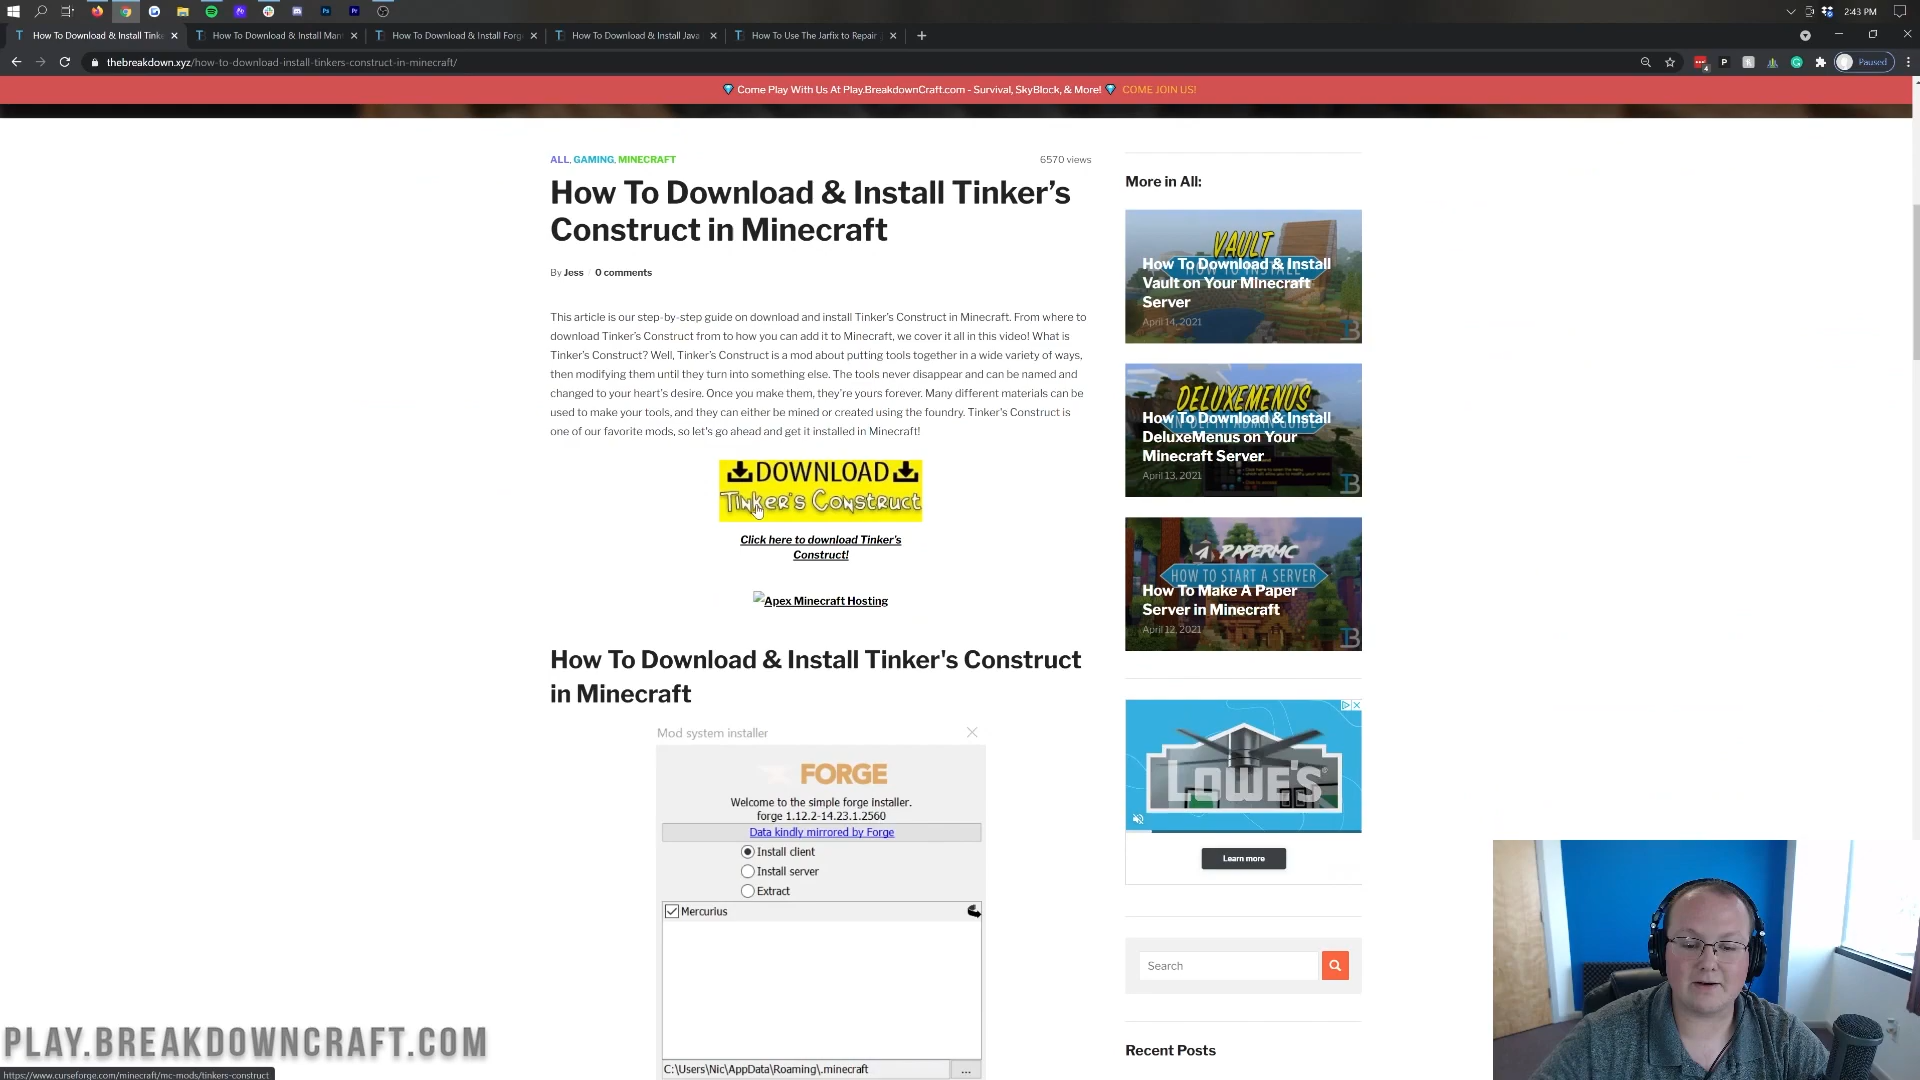 2:43 PM
How To Download & Install Tinke
How To Download & Install Man
How To Download & Install Forg
How To Download & Install Java
How To Use The Jarfix to Repair
thebreakdown.xyz/how-to-download-install-tinkers-construct-in-minecraft/
Paused
Come Play With Us At Play.BreakdownCraft.com - Survival, SkyBlock, & More! COME JOIN US!
ALL, GAMING, MINECRAFT
6570 views
How To Download & Install Tinker’s
Construct in Minecraft
By Jess
0 comments
This article is our step-by-step guide on download and install Tinker’s Construct in Minecraft. From where to
download Tinker’s Construct from to how you can add it to Minecraft, we cover it all in this video! What is
Tinker’s Construct? Well, Tinker’s Construct is a mod about putting tools together in a wide variety of ways,
then modifying them until they turn into something else. The tools never disappear and can be named and
changed to your heart’s desire. Once you make them, they’re yours forever. Many different materials can be
used to make your tools, and they can either be mined or created using the foundry. Tinker’s Construct is
one of our favorite mods, so let’s go ahead and get it installed in Minecraft!
DOWNLOAD
Tinker's Construct
Click here to download Tinker's
Construct!
Apex Minecraft Hosting
How To Download & Install Tinker's Construct
in Minecraft
Mod system installer
FORGE
Welcome to the simple forge installer.
forge 1.12.2-14.23.1.2560
Data kindly mirrored by Forge
Install client
Install server
Extract
Mercurius
C:\Users\Nic\AppData\Roaming\.minecraft
...
More in All:
VAULT
HOW TO INSTALL
How To Download & Install
Vault on Your Minecraft
Server
April 14, 2021
DELUXEMENUS
IN-DEPTH ADMIN GUIDE
How To Download & Install
DeluxeMenus on Your
Minecraft Server
April 13, 2021
PAPERMC
HOW TO START A SERVER
How To Make A Paper
Server in Minecraft
April 12, 2021
LOWE'S
Learn more
Search
Recent Posts
PLAY.BREAKDOWNCRAFT.COM
https://www.curseforge.com/minecraft/mc-mods/tinkers-construct